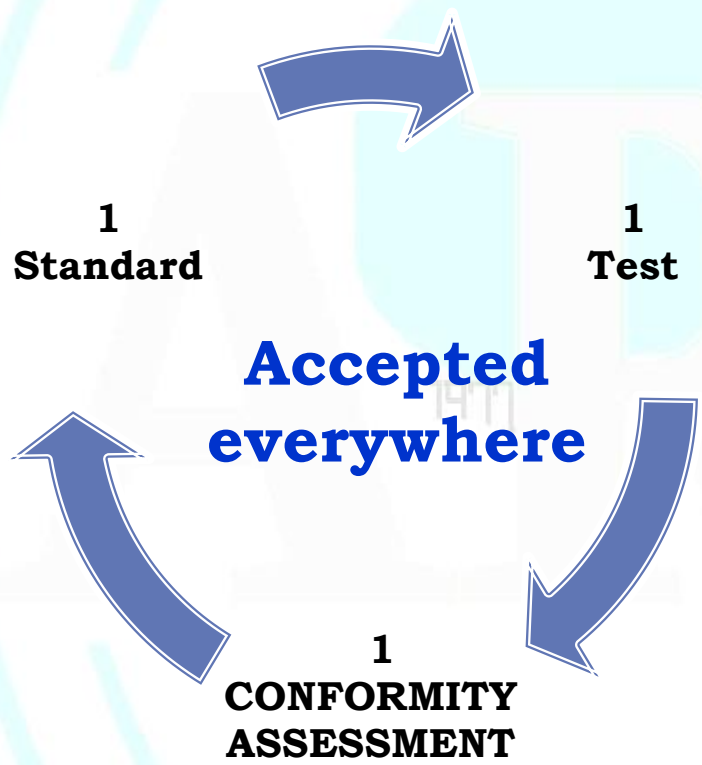 1
Standard
1
Test
Accepted
everywhere
1
CONFORMITY
ASSESSMENT